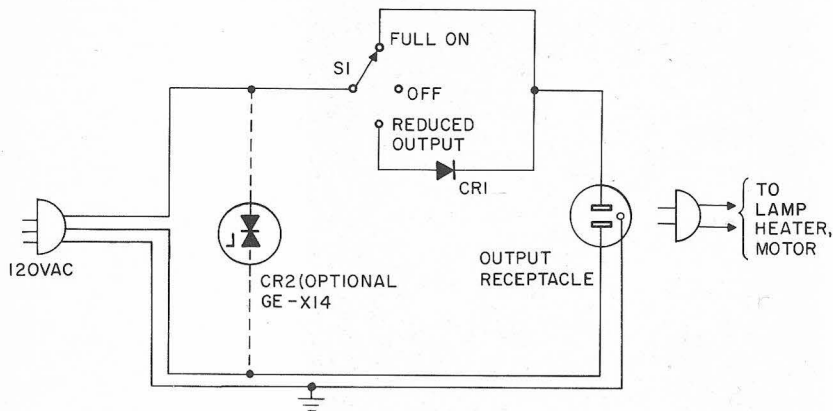 FULL ON
S1
OFF
REDUCED
OUTPUT
CR1
TO
LAMP
HEATER,
MOTOR
OUTPUT
RECEPTACLE
120VAC
CR2(OPTIONAL
GE-X14